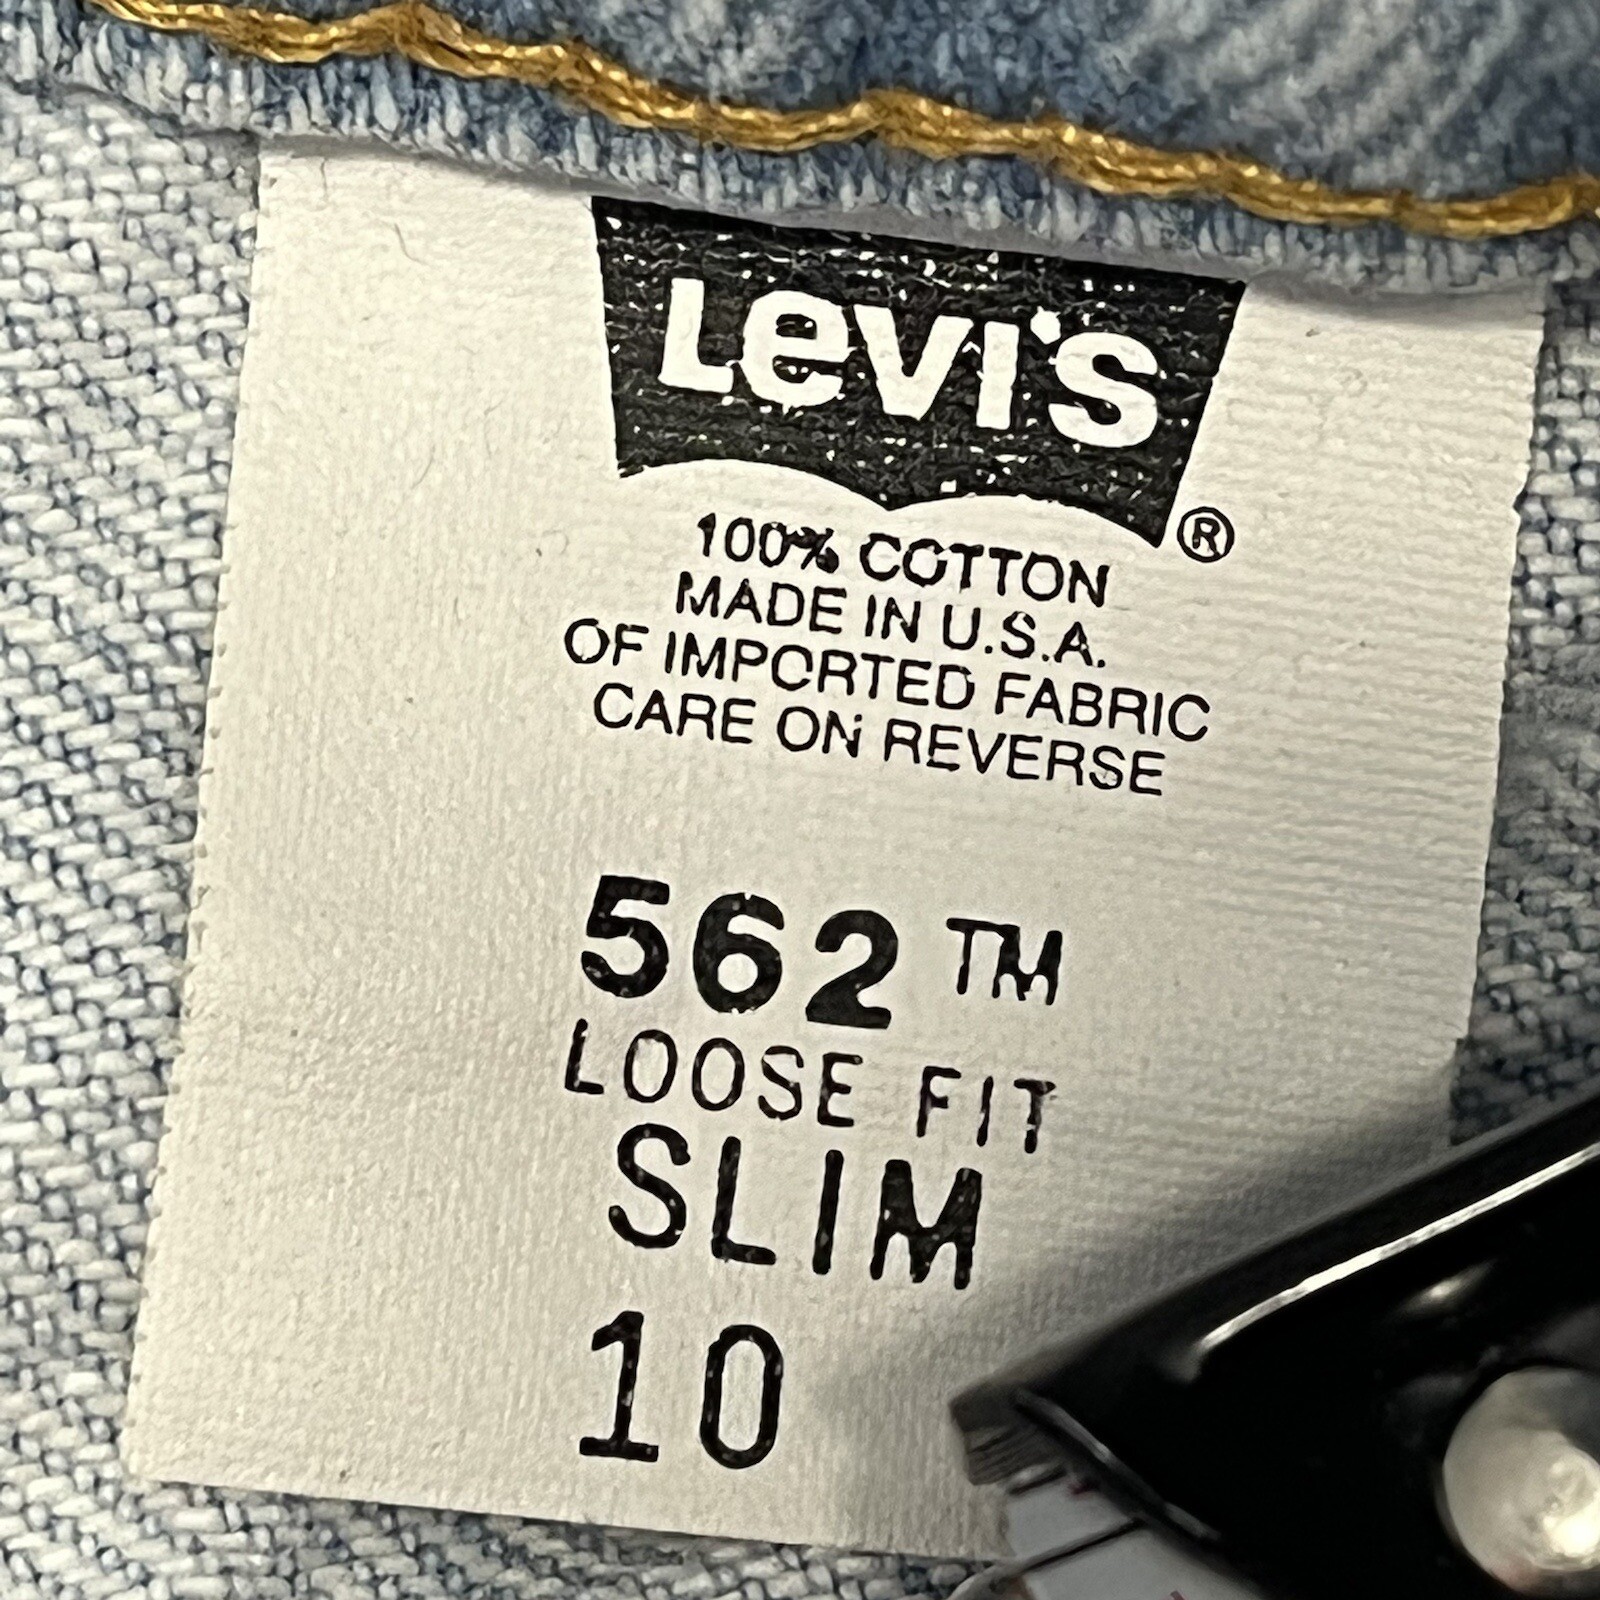 Levi's ®
100% COTTON
MADE IN U.S.A.
OF IMPORTED FABRIC
CARE ON REVERSE
562 TM
LOOSE FIT
SLIM
10